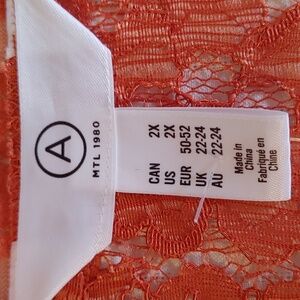 A
MTL 1980
CAN 2X
US 2X
EUR 50-52
UK 22-24
AU 22-24
Made in
China
Fabriqué en
Chine